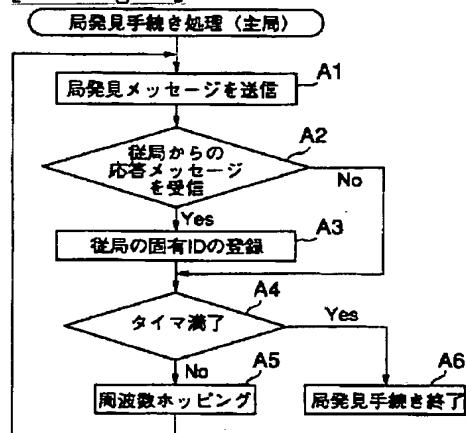 局発見手続き処理（主局）
局発見メッセージを送信
A1
従局からの
応答メッセージ
を受信
A2
No
Yes
従局の固有IDの登録
A3
タイマ満了
A4
Yes
No
周波数ホッピング
A5
局発見手続き終了
A6